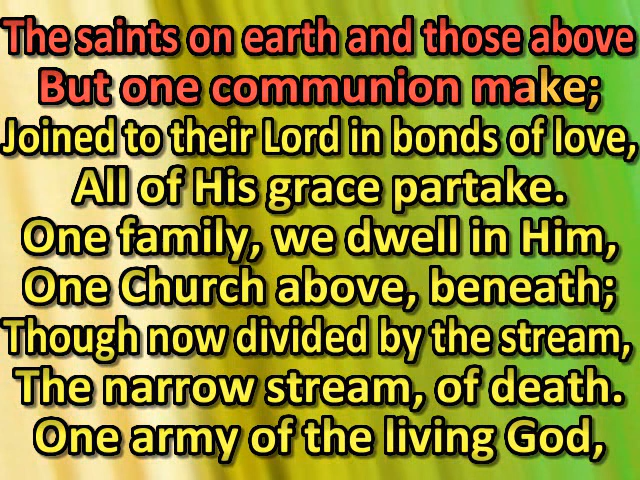 The saints on earth and those above
But one communion make;
Joined to their Lord in bonds of love,
All of His grace partake.
One family, we dwell in Him,
One Church above, beneath;
Though now divided by the stream,
The narrow stream, of death.
One army of the living God,